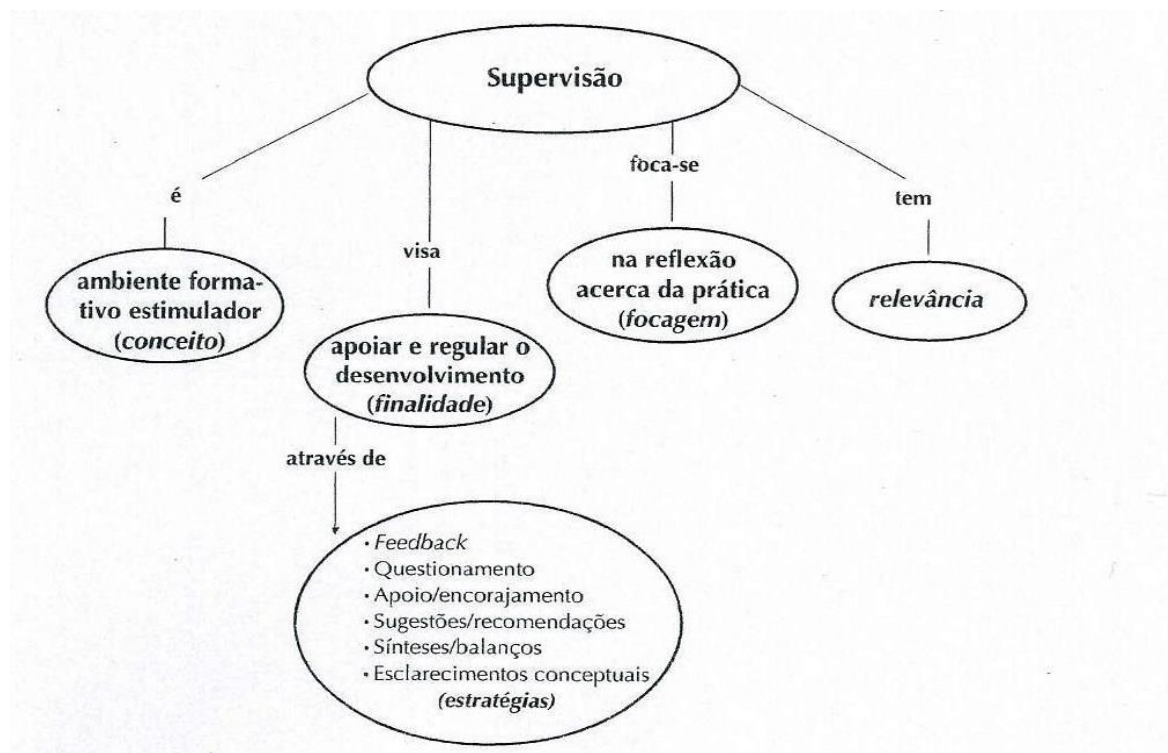 Supervisão
é
visa
foca-se
tem
ambiente forma-
tivo estimulador
(conceito)
apoiar e regular o
desenvolvimento
(finalidade)
na reflexão
acerca da prática
(focagem)
relevância
através de
· Feedback
· Questionamento
· Apoio/encorajamento
· Sugestões/recomendações
· Sínteses/balanços
· Esclarecimentos conceptuais
(estratégias)